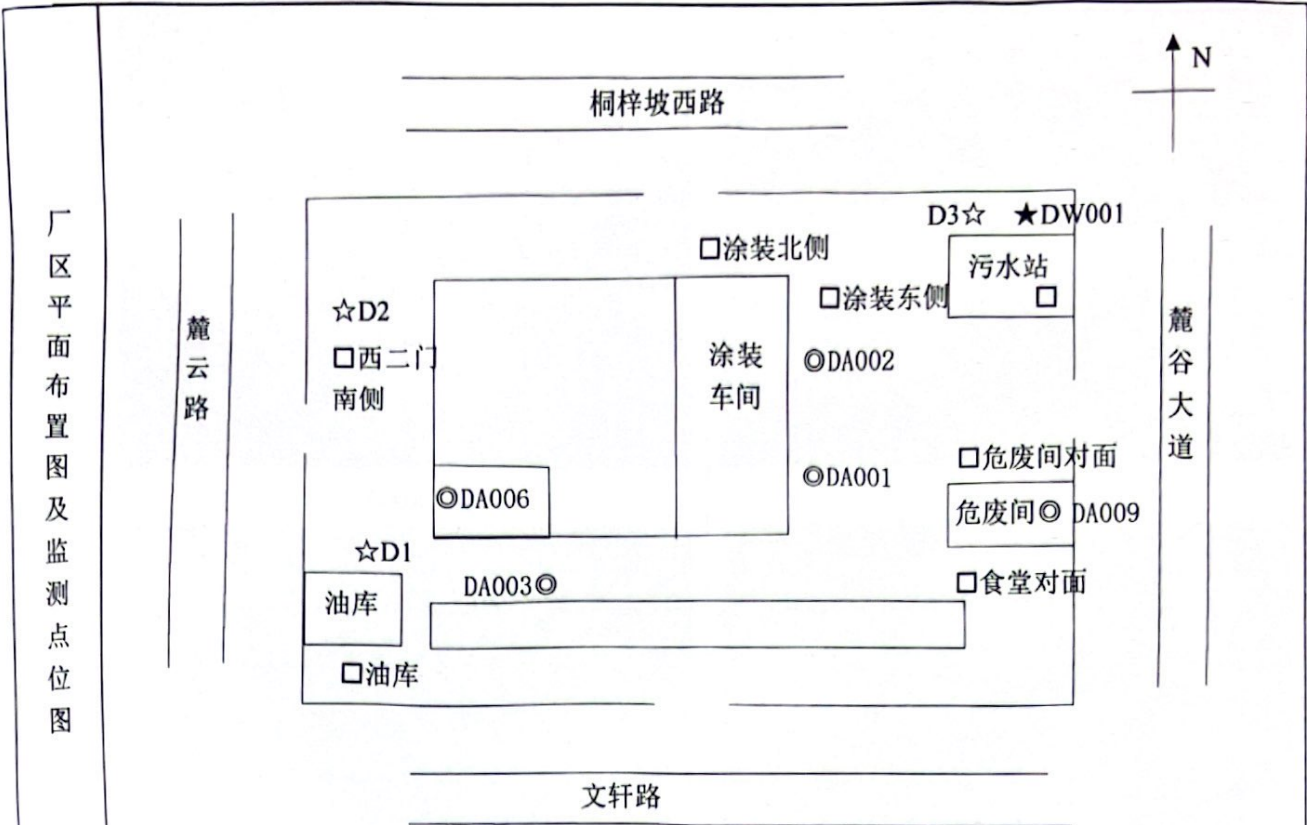 厂区平面布置图及监测点位图
N
桐梓坡西路
麓云路
麓谷大道
D3☆ ★DW001
污水站
□
□涂装北侧
□涂装东侧
☆D2
□西二门
南侧
涂装
车间
◎DA002
◎DA001
□危废间对面
危废间◎ DA009
◎DA006
☆D1
DA003◎
□食堂对面
油库
□油库
文轩路